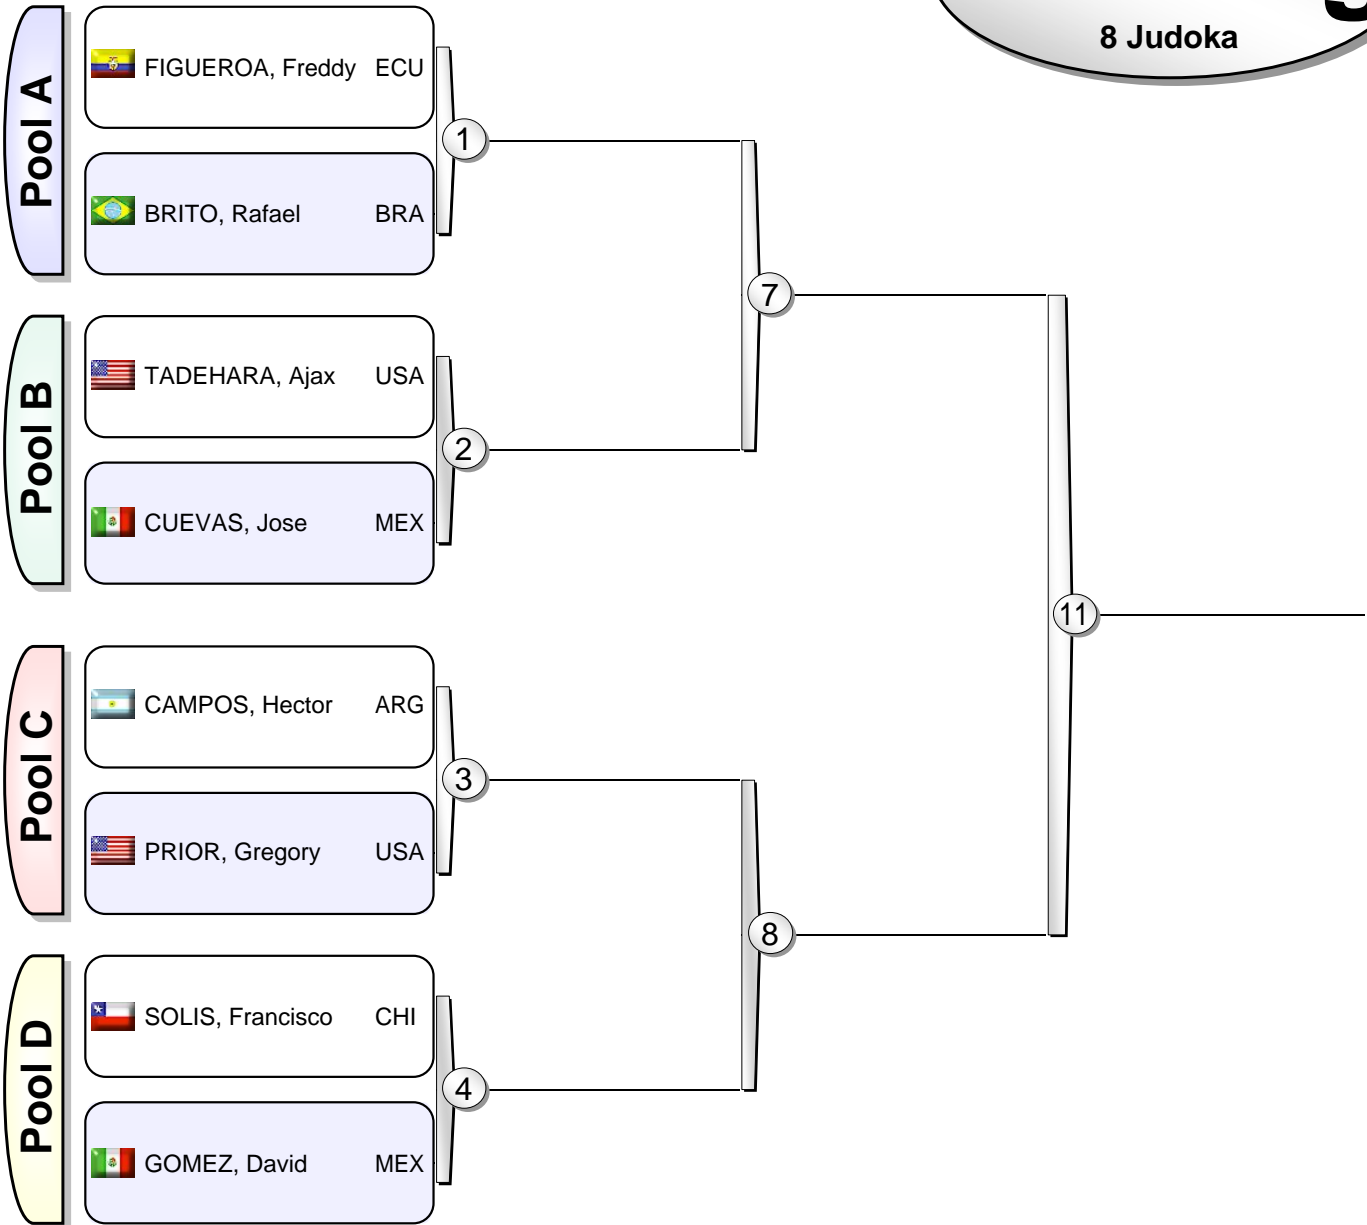 8 Judoka
Pool A
FIGUEROA, Freddy ECU
1
BRITO, Rafael BRA
7
Pool B
TADEHARA, Ajax USA
2
CUEVAS, Jose MEX
11
Pool C
CAMPOS, Hector ARG
3
PRIOR, Gregory USA
8
Pool D
SOLIS, Francisco CHI
4
GOMEZ, David MEX